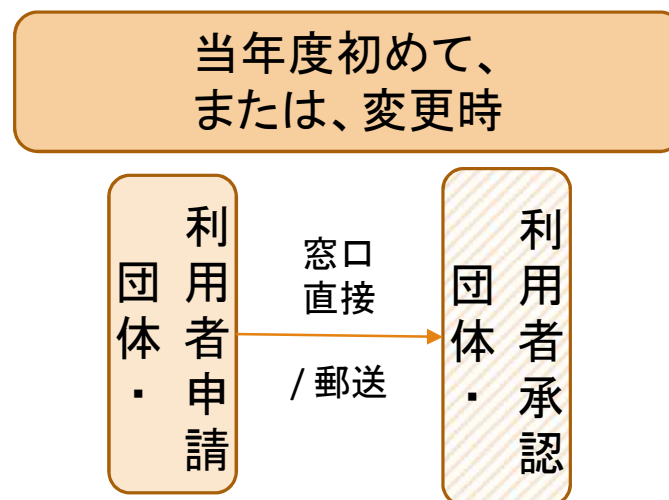 当年度初めて、
または、変更時
団体・
利用者申請
窓口
直接
/ 郵送
団体・
利用者承認